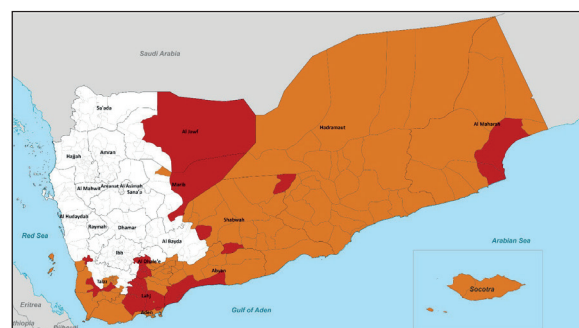 Saudi Arabia
Sa'ada
Al Jawf
Hadramaut
Al Maharah
Hajjah
Amran
Marib
Al Mahwit
Amanat Al Asimah
Sana'a
Shabwah
Al Hudaydah
Raymah
Dhamar
Al Bayda
Red Sea
Arabian Sea
Ibb
Abyan
Taizz
Socotra
Lahj
Aden
Gulf of Aden
Eritrea